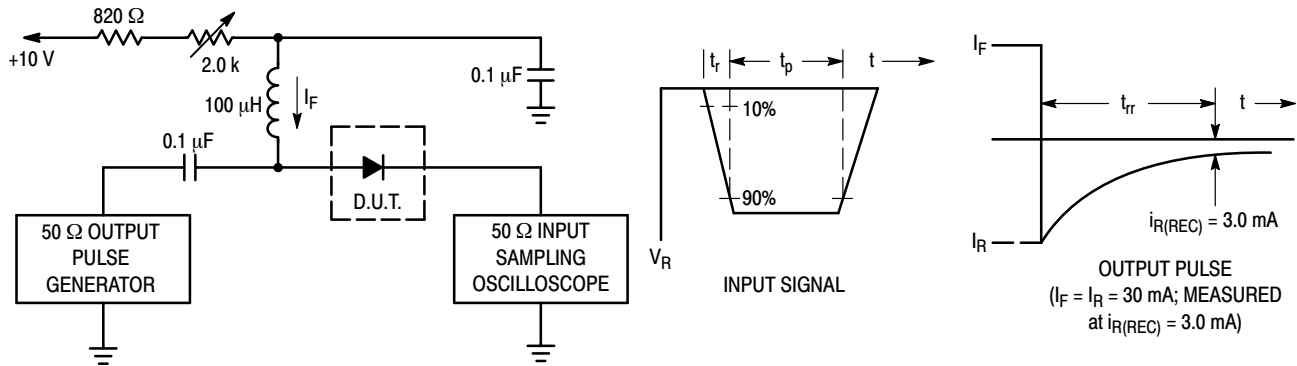 820 Ω
+10 V
2.0 k
100 μH
I_F
0.1 μF
0.1 μF
D.U.T.
50 Ω OUTPUT
PULSE
GENERATOR
50 Ω INPUT
SAMPLING
OSCILLOSCOPE
t_r
t_p
t
10%
90%
V_R
INPUT SIGNAL
I_F
t_rr
t
I_R
i_R(REC) = 3.0 mA
OUTPUT PULSE
(I_F = I_R = 30 mA; MEASURED
at i_R(REC) = 3.0 mA)